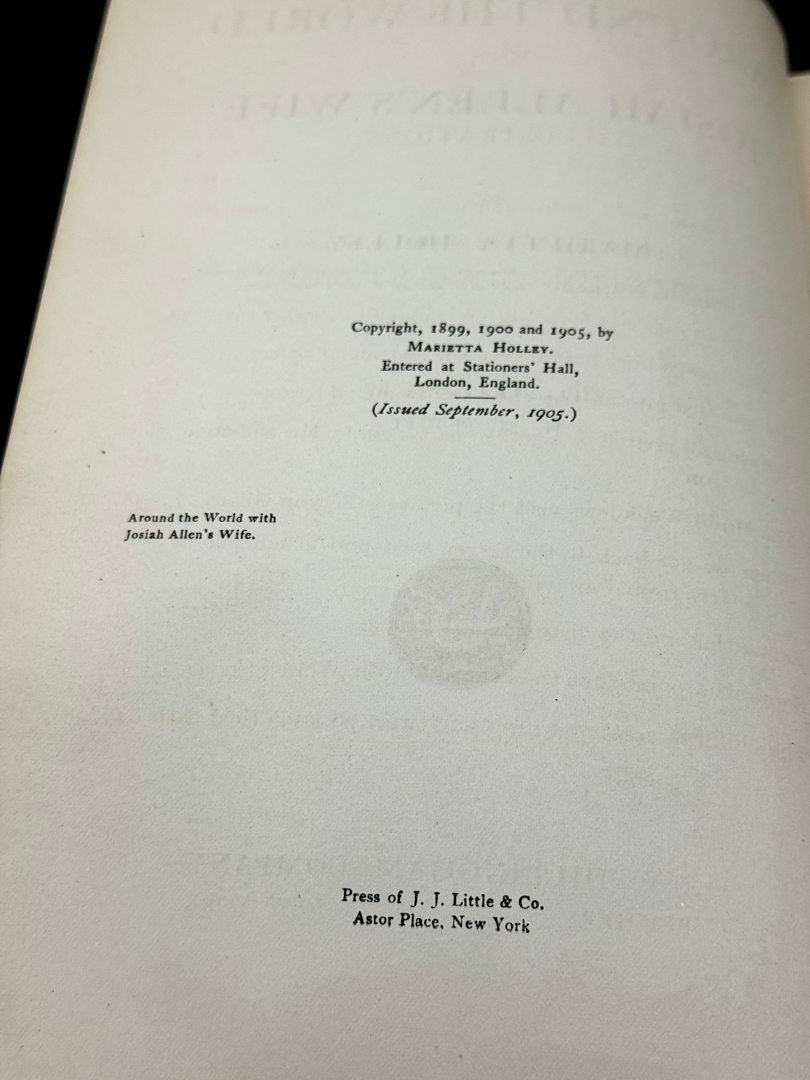 Copyright, 1899, 1900 and 1905, by
MARIETTA HOLLEY.
Entered at Stationers' Hall,
London, England.
(Issued September, 1905.)
Around the World with
Josiah Allen's Wife.
Press of J. J. Little & Co.
Astor Place, New York